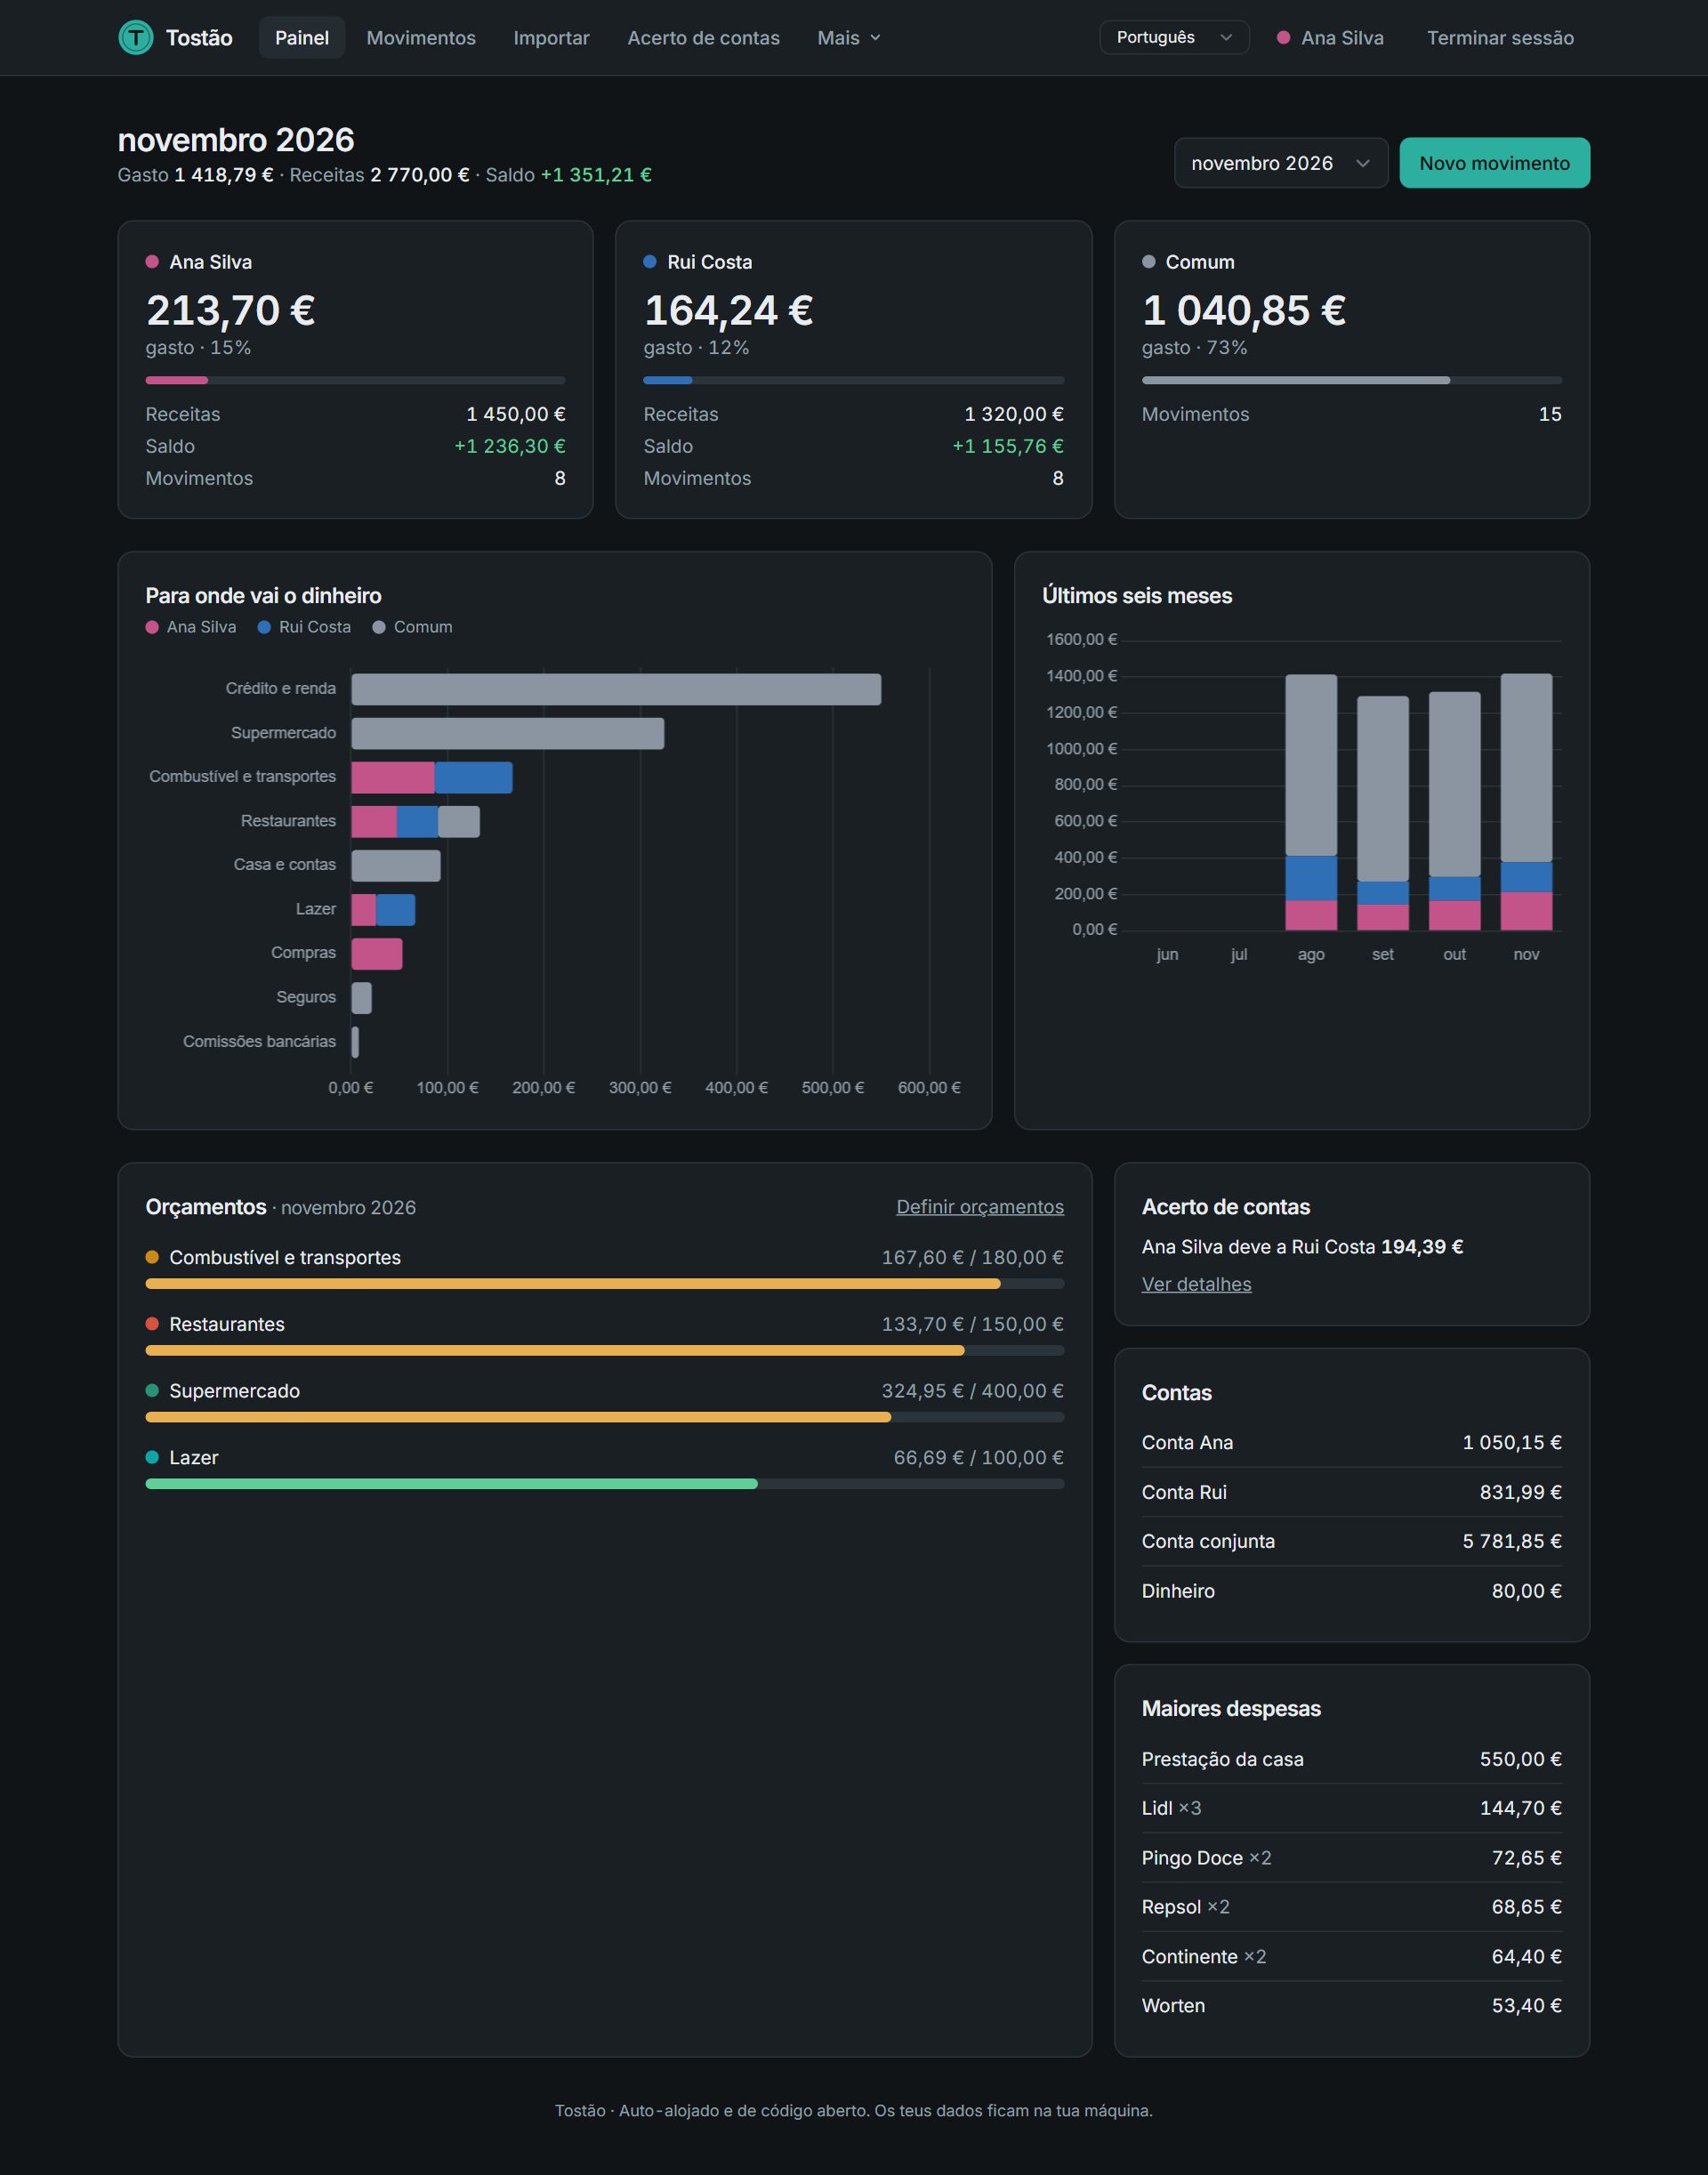 Tostão
Painel
Movimentos
Importar
Acerto de contas
Mais
Português
Ana Silva
Terminar sessão
novembro 2026
Gasto 1 418,79 € · Receitas 2 770,00 € · Saldo +1 351,21 €
novembro 2026
Novo movimento
Ana Silva
213,70 €
gasto · 15%
Receitas 1 450,00 €
Saldo +1 236,30 €
Movimentos 8
Rui Costa
164,24 €
gasto · 12%
Receitas 1 320,00 €
Saldo +1 155,76 €
Movimentos 8
Comum
1 040,85 €
gasto · 73%
Movimentos 15
Para onde vai o dinheiro
Ana Silva Rui Costa Comum
Crédito e renda
Supermercado
Combustível e transportes
Restaurantes
Casa e contas
Lazer
Compras
Seguros
Comissões bancárias
0,00 € 100,00 € 200,00 € 300,00 € 400,00 € 500,00 € 600,00 €
Últimos seis meses
1600,00 €
1400,00 €
1200,00 €
1000,00 €
800,00 €
600,00 €
400,00 €
200,00 €
0,00 €
jun jul ago set out nov
Orçamentos · novembro 2026
Definir orçamentos
Combustível e transportes 167,60 € / 180,00 €
Restaurantes 133,70 € / 150,00 €
Supermercado 324,95 € / 400,00 €
Lazer 66,69 € / 100,00 €
Acerto de contas
Ana Silva deve a Rui Costa 194,39 €
Ver detalhes
Contas
Conta Ana 1 050,15 €
Conta Rui 831,99 €
Conta conjunta 5 781,85 €
Dinheiro 80,00 €
Maiores despesas
Prestação da casa 550,00 €
Lidl ×3 144,70 €
Pingo Doce ×2 72,65 €
Repsol ×2 68,65 €
Continente ×2 64,40 €
Worten 53,40 €
Tostão · Auto-alojado e de código aberto. Os teus dados ficam na tua máquina.